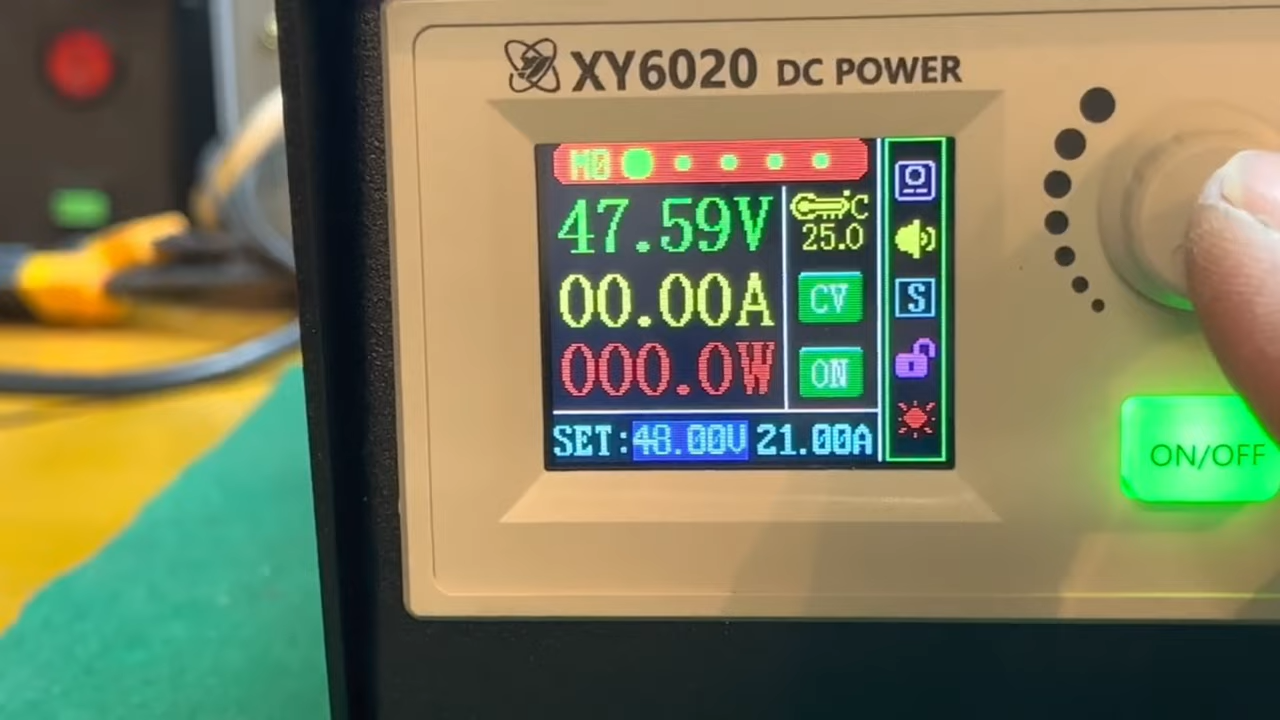 XY6020 DC POWER
M0
47.59V
°C
25.0
00.00A
CV
S
000.0W
ON
SET:48.00V 21.00A
ON/OFF